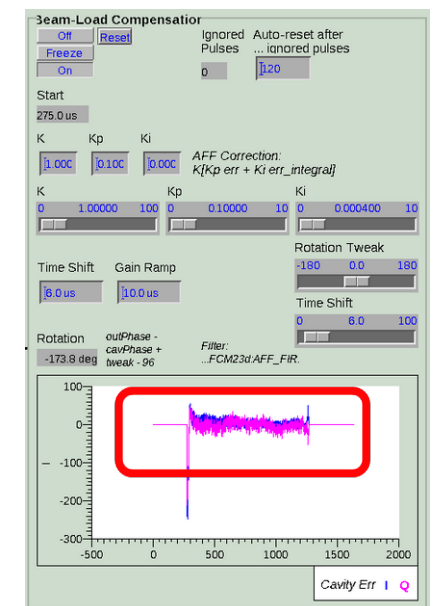 Beam-Load Compensation
Off Reset Ignored Auto-reset after
Freeze Pulses ... ignored pulses
On 0 120
Start
275.0 us
K Kp Ki
1.000 0.100 0.000 AFF Correction:
K[Kp err + Ki err_integral]
K Kp Ki
0 1.00000 100 0 0.10000 10 0 0.000400 10
Rotation Tweak
-180 0.0 180
Time Shift Gain Ramp
6.0 us 10.0 us
Time Shift
0 6.0 100
Rotation outPhase -
cavPhase + Filter:
-173.8 deg tweak - 96 ...FCM23d:AFF_FIR.
100
0
-100
-200
-300
-500 0 500 1000 1500 2000
Cavity Err I Q